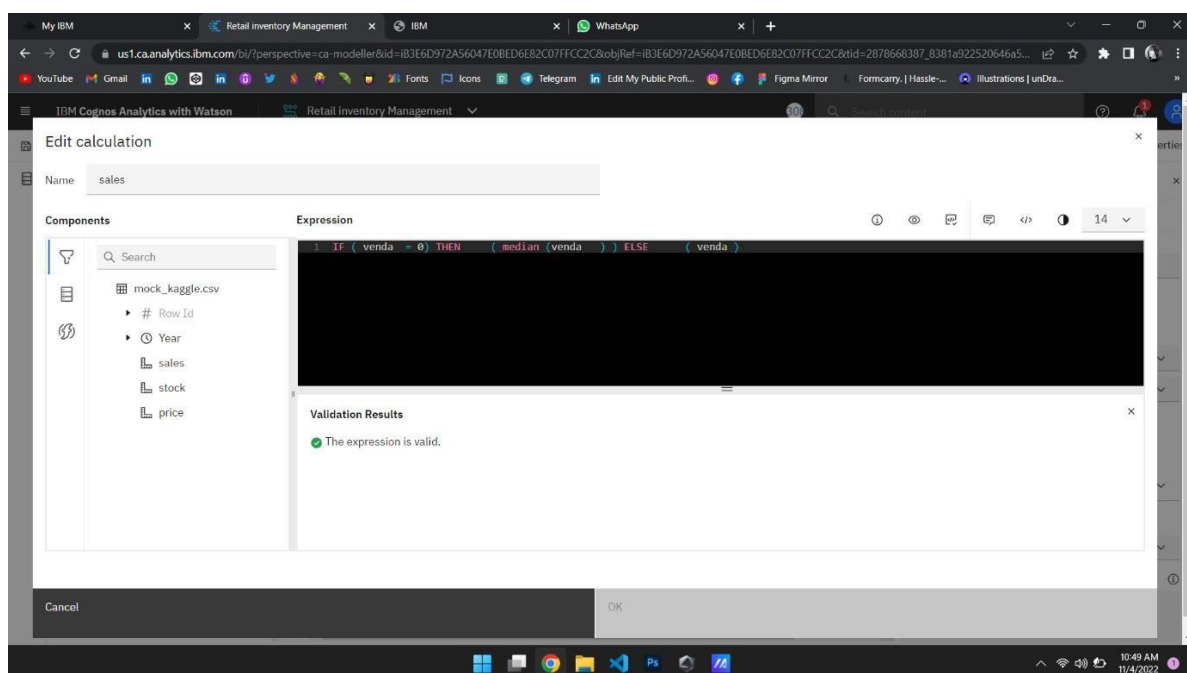 My IBM
Retail inventory Management
IBM
WhatsApp
us1.ca.analytics.ibm.com/bi/?perspective=ca-modeller&id=iB3E6D972A56047E0BED6E82C07FFCC2C&objRef=iB3E6D972A56047E0BED6E82C07FFCC2C&tid=2878668387_8381a922520646a5...
YouTube Gmail Fonts Icons Telegram Edit My Public Profi... Figma Mirror Formcarry. | Hassle-... Illustrations | unDra... »
IBM Cognos Analytics with Watson Retail inventory Management Search content
Edit calculation
erties
Name sales
Components Expression 14
1 IF ( venda = 0) THEN ( median (venda ) ) ELSE ( venda )
Search
mock_kaggle.csv
# Row Id
Year
sales
stock
price
Validation Results
The expression is valid.
Cancel OK
10:49 AM
11/4/2022 1